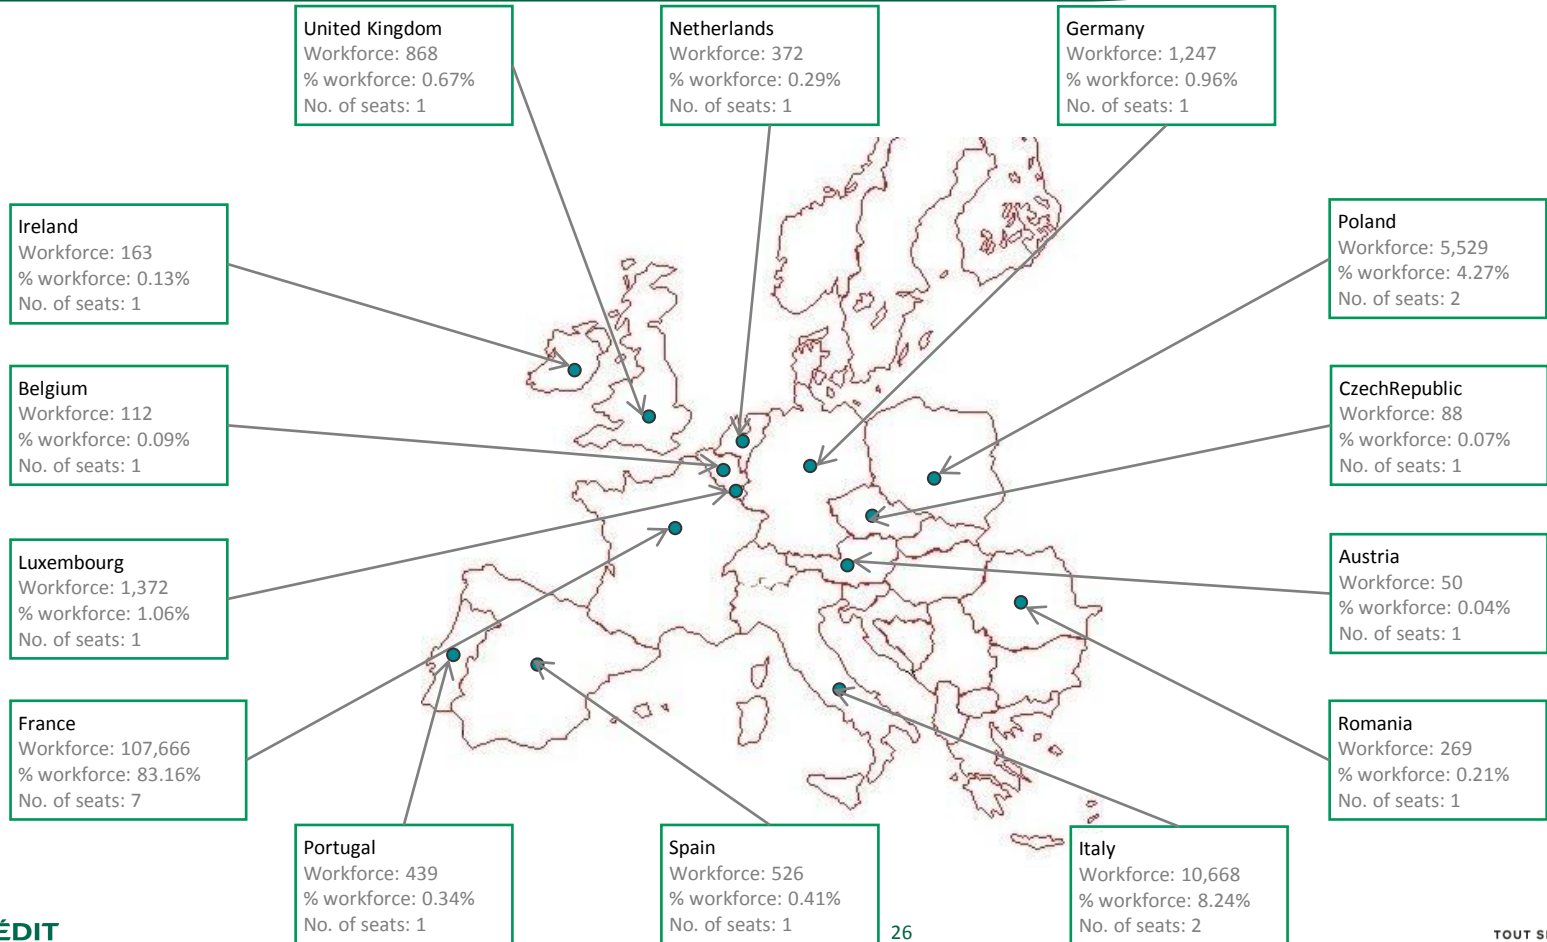 United Kingdom
Workforce: 868
% workforce: 0.67%
No. of seats: 1
Netherlands
Workforce: 372
% workforce: 0.29%
No. of seats: 1
Germany
Workforce: 1,247
% workforce: 0.96%
No. of seats: 1
Ireland
Workforce: 163
% workforce: 0.13%
No. of seats: 1
Poland
Workforce: 5,529
% workforce: 4.27%
No. of seats: 2
Belgium
Workforce: 112
% workforce: 0.09%
No. of seats: 1
CzechRepublic
Workforce: 88
% workforce: 0.07%
No. of seats: 1
Luxembourg
Workforce: 1,372
% workforce: 1.06%
No. of seats: 1
Austria
Workforce: 50
% workforce: 0.04%
No. of seats: 1
France
Workforce: 107,666
% workforce: 83.16%
No. of seats: 7
Romania
Workforce: 269
% workforce: 0.21%
No. of seats: 1
Portugal
Workforce: 439
% workforce: 0.34%
No. of seats: 1
Spain
Workforce: 526
% workforce: 0.41%
No. of seats: 1
Italy
Workforce: 10,668
% workforce: 8.24%
No. of seats: 2
ÉDIT
26
TOUT